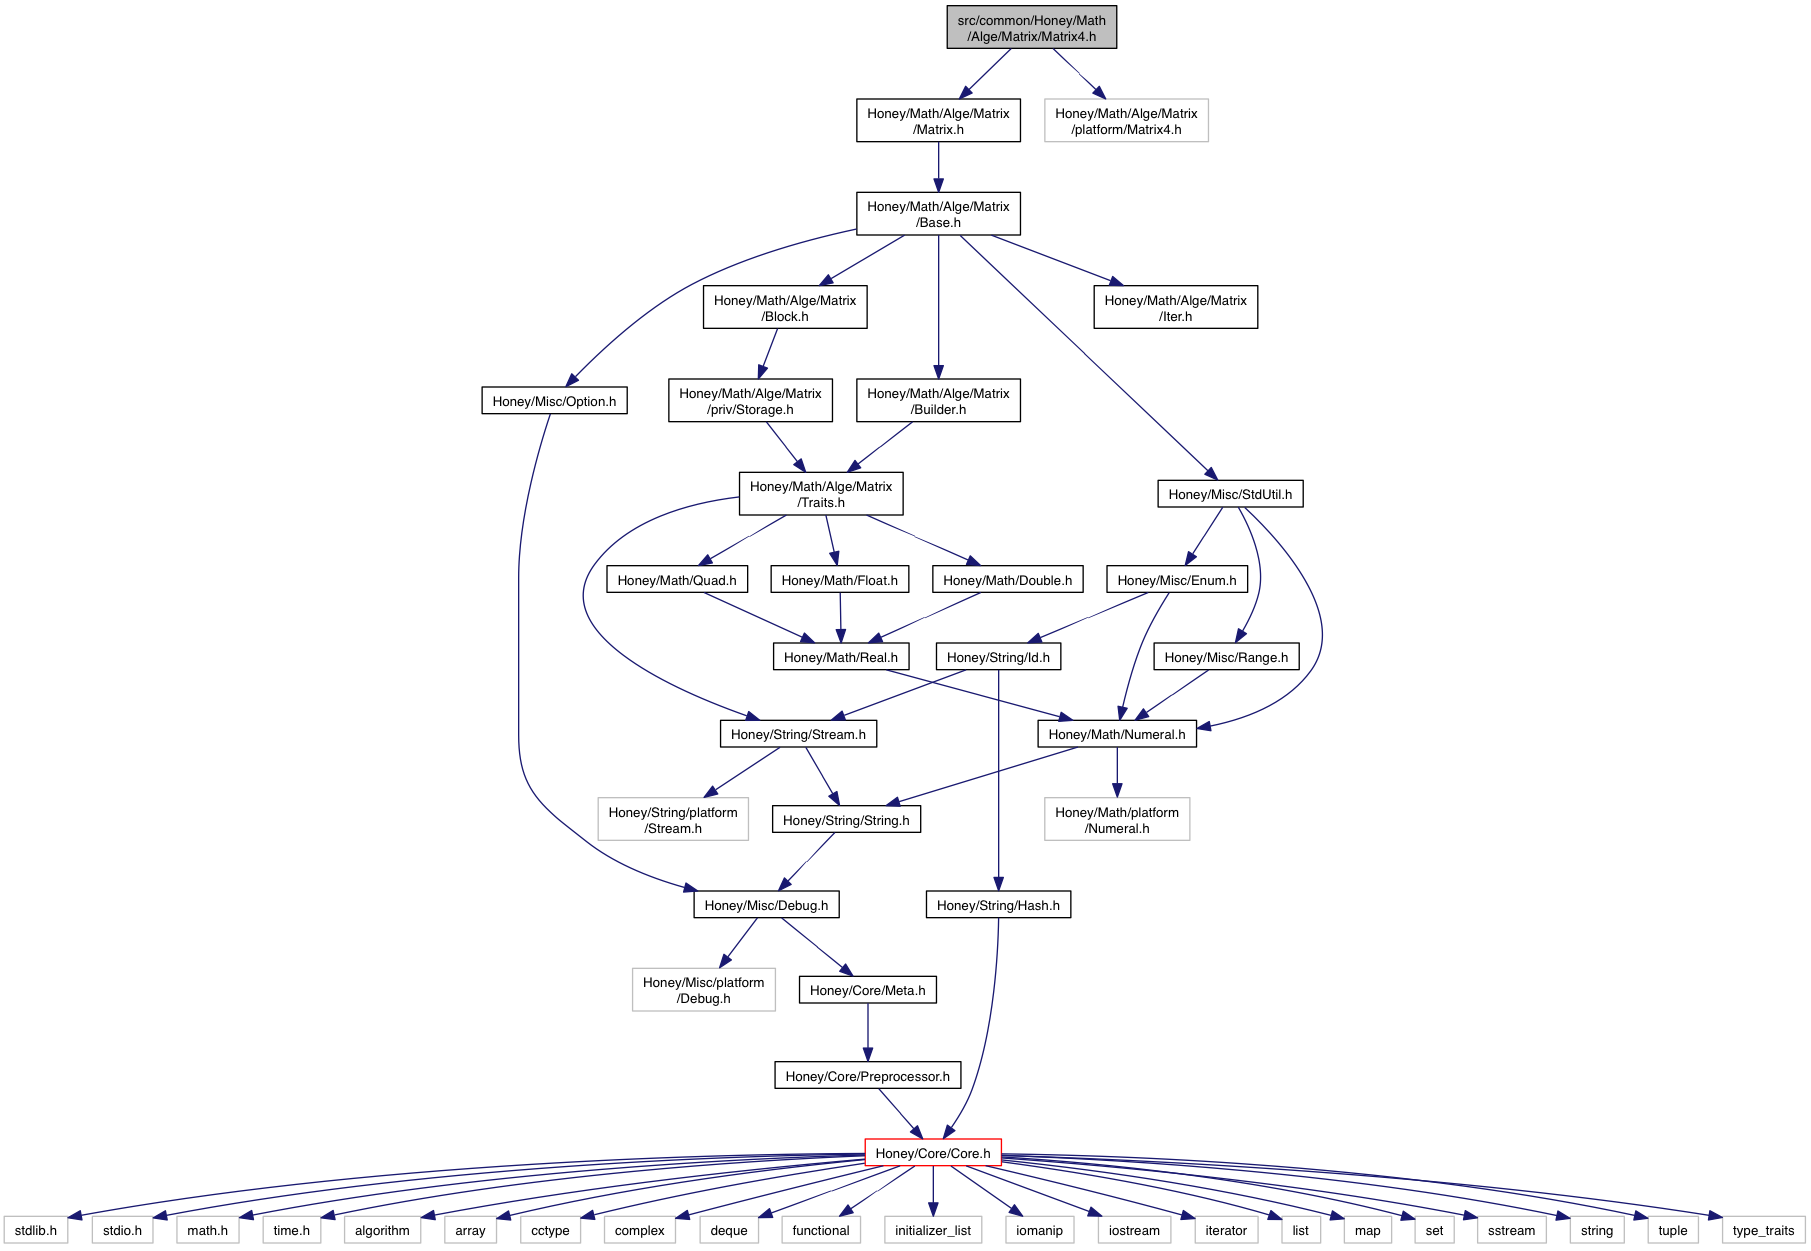 src/common/Honey/Math
/Alge/Matrix/Matrix4.h
Honey/Math/Alge/Matrix
/Matrix.h
Honey/Math/Alge/Matrix
/platform/Matrix4.h
Honey/Math/Alge/Matrix
/Base.h
Honey/Math/Alge/Matrix
/Block.h
Honey/Math/Alge/Matrix
/Iter.h
Honey/Misc/Option.h
Honey/Math/Alge/Matrix
/priv/Storage.h
Honey/Math/Alge/Matrix
/Builder.h
Honey/Math/Alge/Matrix
/Traits.h
Honey/Misc/StdUtil.h
Honey/Math/Quad.h
Honey/Math/Float.h
Honey/Math/Double.h
Honey/Misc/Enum.h
Honey/Math/Real.h
Honey/String/Id.h
Honey/Misc/Range.h
Honey/String/Stream.h
Honey/Math/Numeral.h
Honey/String/platform
/Stream.h
Honey/String/String.h
Honey/Math/platform
/Numeral.h
Honey/Misc/Debug.h
Honey/String/Hash.h
Honey/Misc/platform
/Debug.h
Honey/Core/Meta.h
Honey/Core/Preprocessor.h
Honey/Core/Core.h
stdlib.h
stdio.h
math.h
time.h
algorithm
array
cctype
complex
deque
functional
initializer_list
iomanip
iostream
iterator
list
map
set
sstream
string
tuple
type_traits